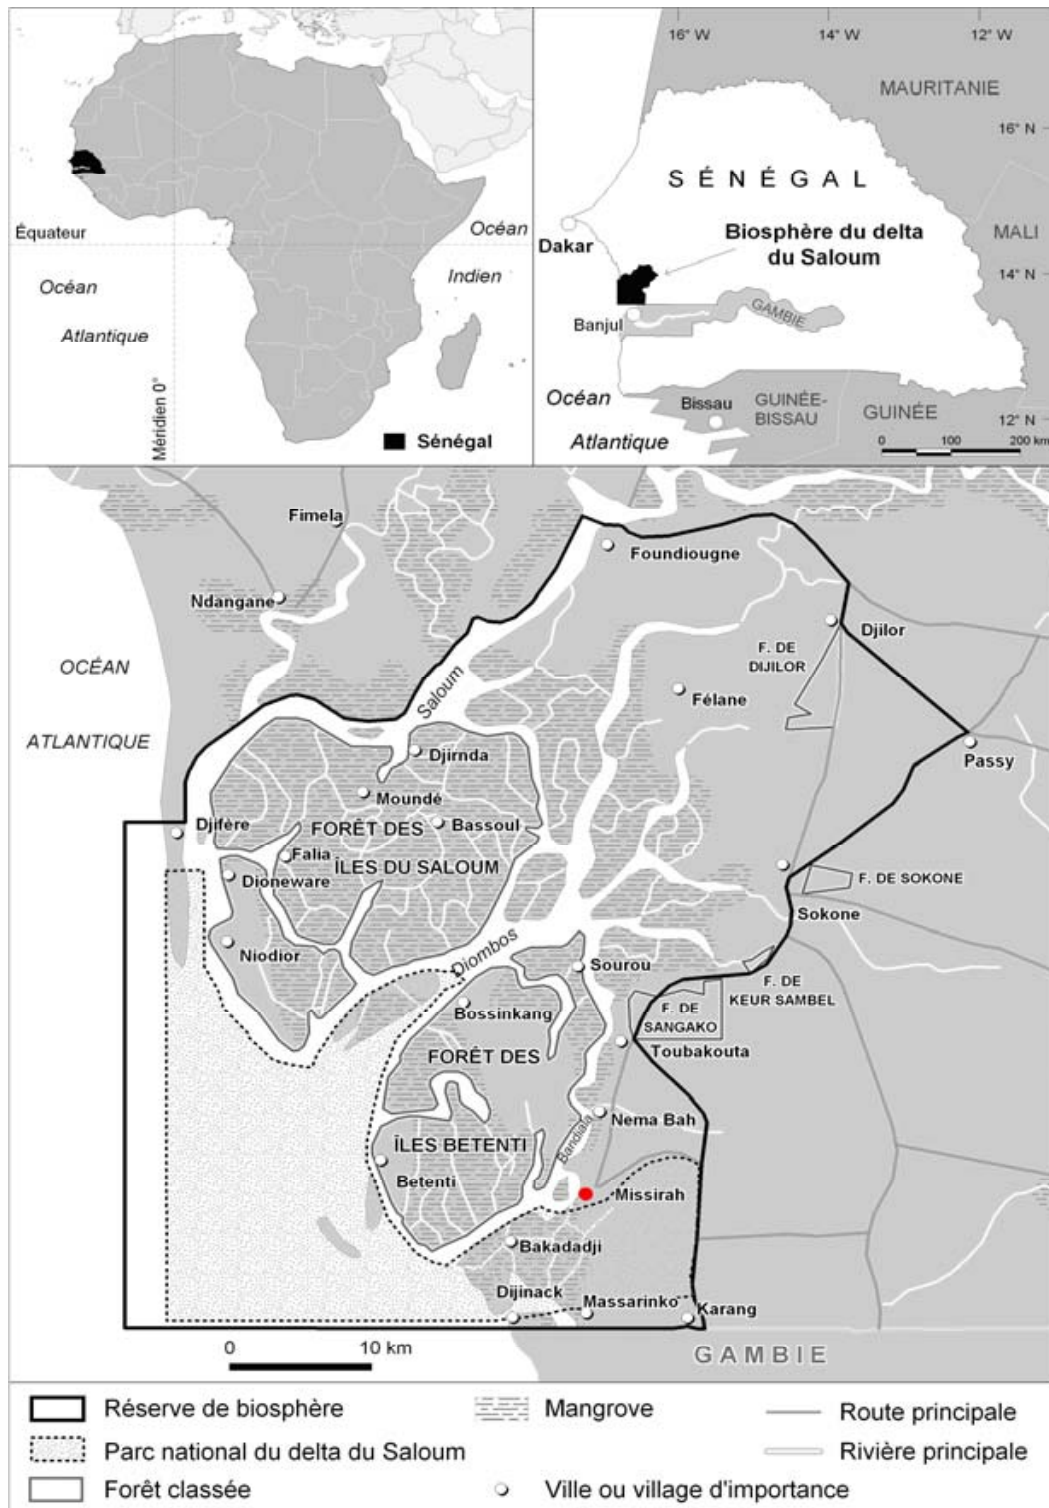 Équateur
Océan
Atlantique
Océan
Indien
Méridien 0°
Sénégal
16° W
14° W
12° W
MAURITANIE
16° N
SÉNÉGAL
MALI
Dakar
Biosphère du delta
du Saloum
14° N
Banjul
GAMBIE
Océan
Atlantique
Bissau
GUINÉE-
BISSAU
GUINÉE
12° N
0 100 200 km
Fimela
Foundiougne
Ndangane
Djilor
OCÉAN
ATLANTIQUE
F. DE
DIJILOR
Saloum
Félane
Djirnda
Passy
Moundé
Djifère
FORÊT DES
Bassoul
Falia
ÎLES DU SALOUM
Dioneware
F. DE SOKONE
Sokone
Niodior
Diombos
Sourou
F. DE
KEUR SAMBEL
Bossinkang
F. DE
SANGAKO
FORÊT DES
Toubakouta
Nema Bah
Bandiala
ÎLES BETENTI
Betenti
Missirah
Bakadadji
Dijinack
Massarinko
Karang
0 10 km
GAMBIE
Réserve de biosphère
Mangrove
Route principale
Parc national du delta du Saloum
Rivière principale
Forêt classée
Ville ou village d'importance